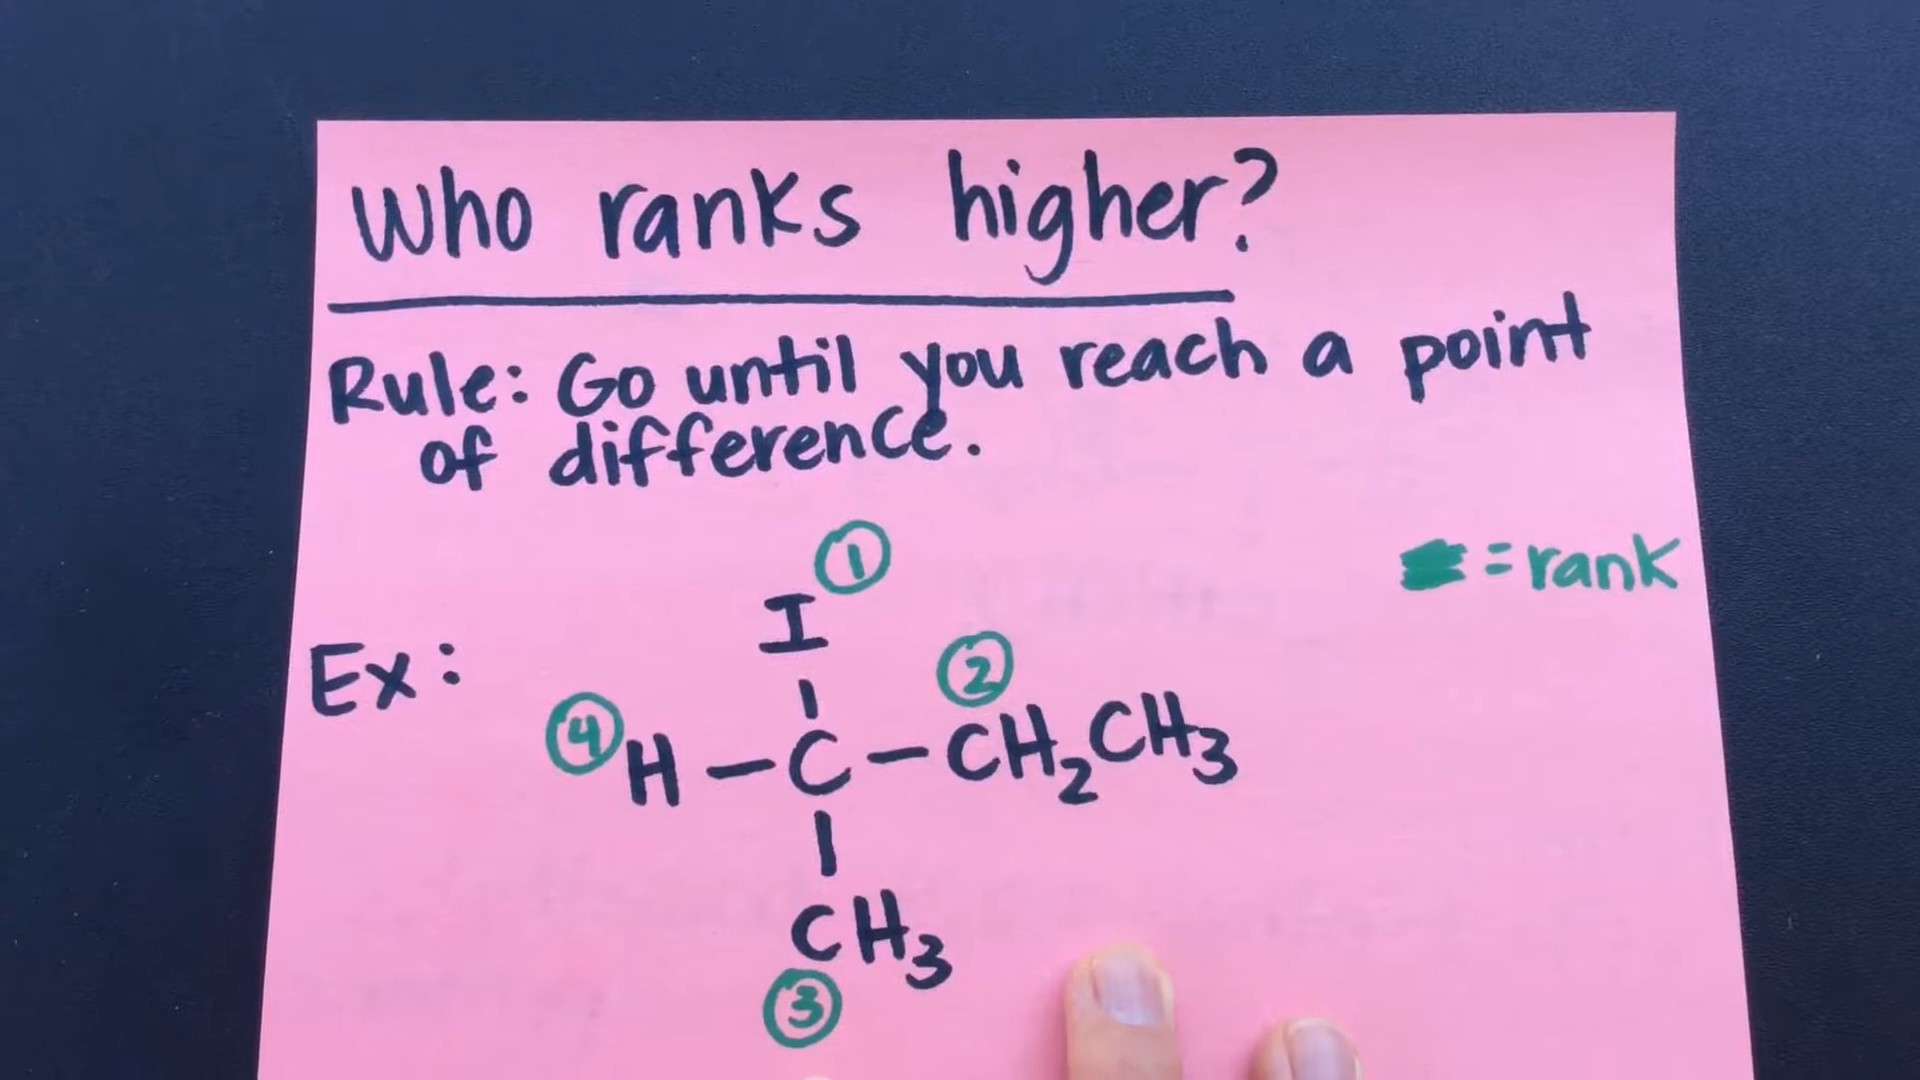 Who ranks higher?
Rule: Go until you reach a point
of difference.
= rank
Ex:
I ①
④ H – C – CH₂CH₃ ②
CH₃
③